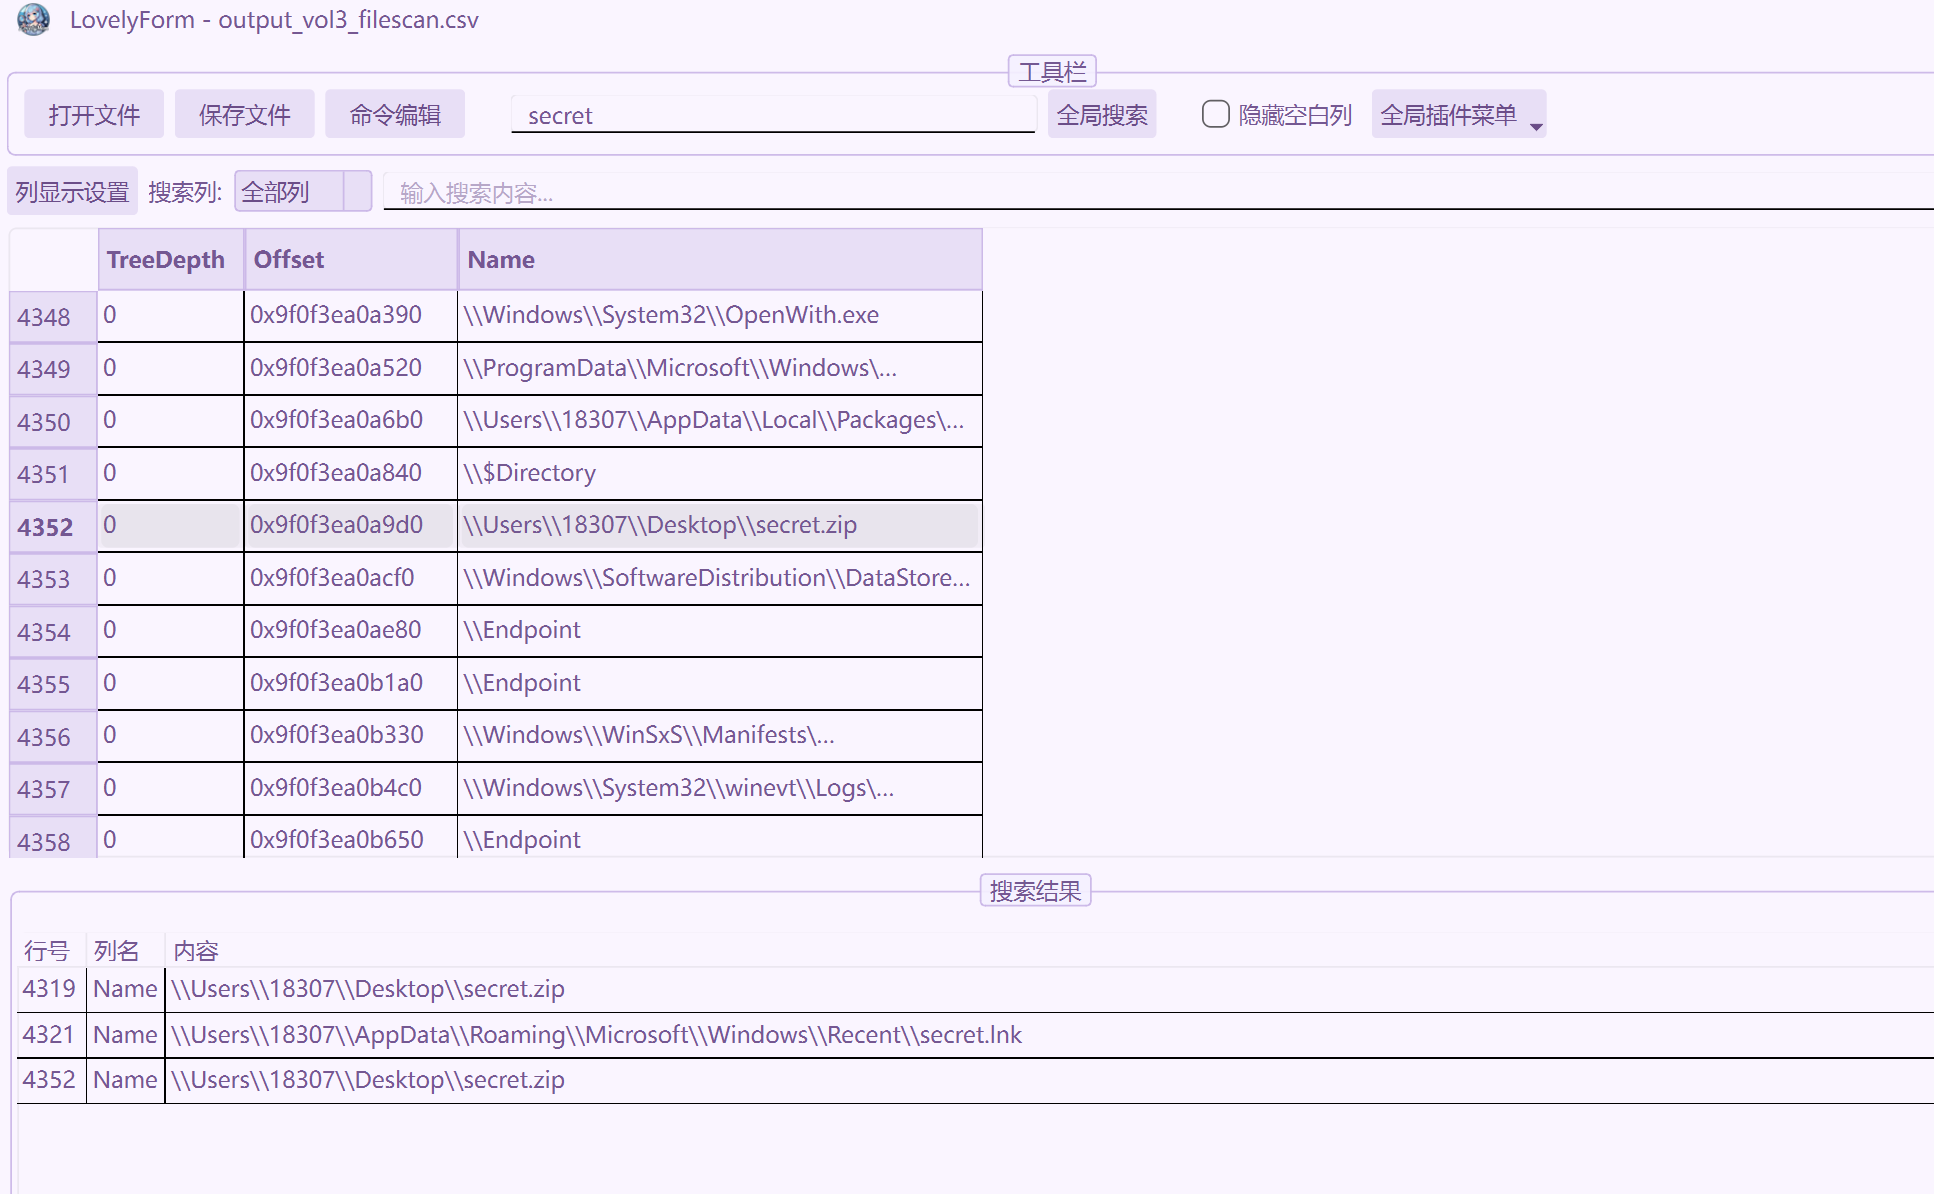 LovelyForm - output_vol3_filescan.csv
工具栏
打开文件 保存文件 命令编辑 secret 全局搜索 隐藏空白列 全局插件菜单
列显示设置 搜索列: 全部列 输入搜索内容...
TreeDepth Offset Name
4348 0 0x9f0f3ea0a390 \\Windows\\System32\\OpenWith.exe
4349 0 0x9f0f3ea0a520 \\ProgramData\\Microsoft\\Windows\...
4350 0 0x9f0f3ea0a6b0 \\Users\\18307\\AppData\\Local\\Packages\...
4351 0 0x9f0f3ea0a840 \\$Directory
4352 0 0x9f0f3ea0a9d0 \\Users\\18307\\Desktop\\secret.zip
4353 0 0x9f0f3ea0acf0 \\Windows\\SoftwareDistribution\\DataStore...
4354 0 0x9f0f3ea0ae80 \\Endpoint
4355 0 0x9f0f3ea0b1a0 \\Endpoint
4356 0 0x9f0f3ea0b330 \\Windows\\WinSxS\\Manifests\...
4357 0 0x9f0f3ea0b4c0 \\Windows\\System32\\winevt\\Logs\...
4358 0 0x9f0f3ea0b650 \\Endpoint
搜索结果
行号 列名 内容
4319 Name \\Users\\18307\\Desktop\\secret.zip
4321 Name \\Users\\18307\\AppData\\Roaming\\Microsoft\\Windows\\Recent\\secret.lnk
4352 Name \\Users\\18307\\Desktop\\secret.zip